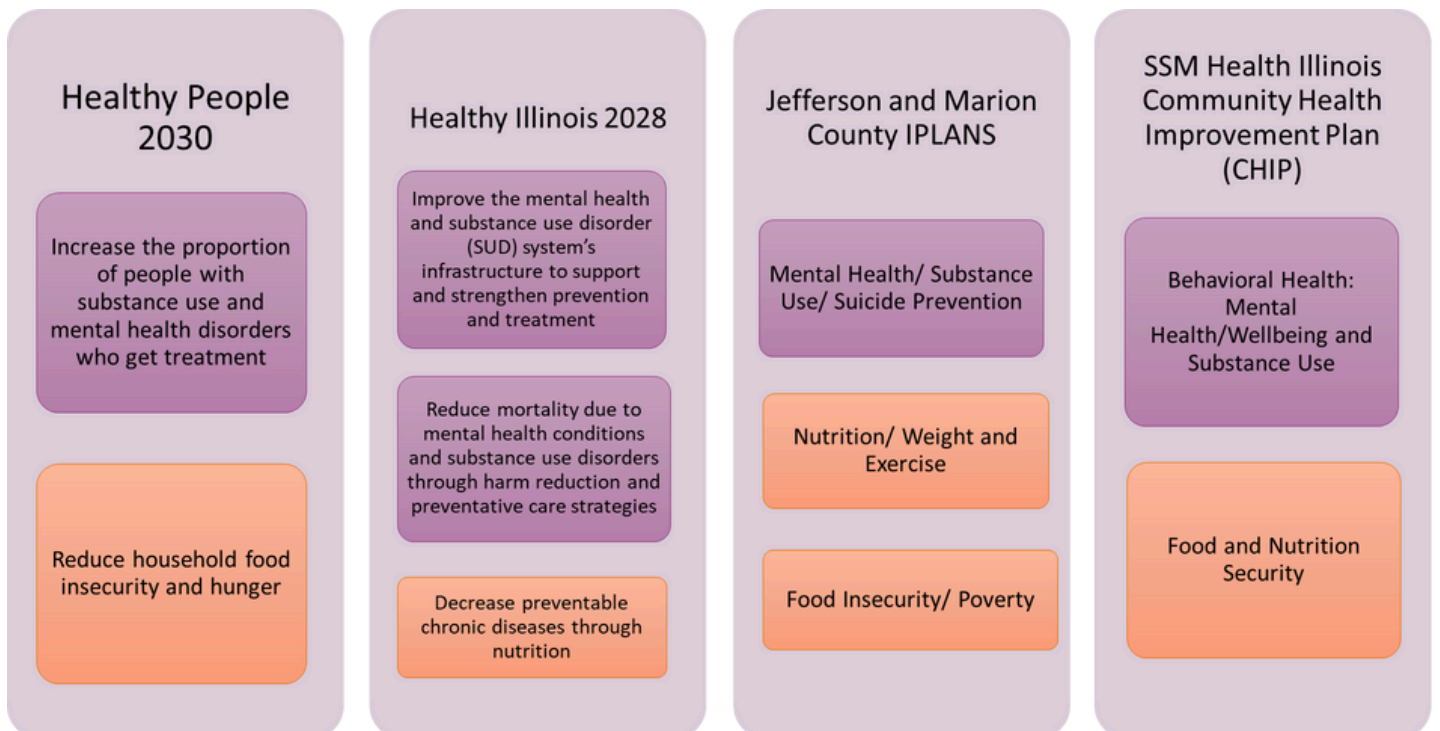 Healthy People
2030
Increase the proportion
of people with
substance use and
mental health disorders
who get treatment
Reduce household food
insecurity and hunger
Healthy Illinois 2028
Improve the mental health
and substance use disorder
(SUD) system’s
infrastructure to support
and strengthen prevention
and treatment
Reduce mortality due to
mental health conditions
and substance use disorders
through harm reduction and
preventative care strategies
Decrease preventable
chronic diseases through
nutrition
Jefferson and Marion
County IPLANS
Mental Health/ Substance
Use/ Suicide Prevention
Nutrition/ Weight and
Exercise
Food Insecurity/ Poverty
SSM Health Illinois
Community Health
Improvement Plan
(CHIP)
Behavioral Health:
Mental
Health/Wellbeing and
Substance Use
Food and Nutrition
Security